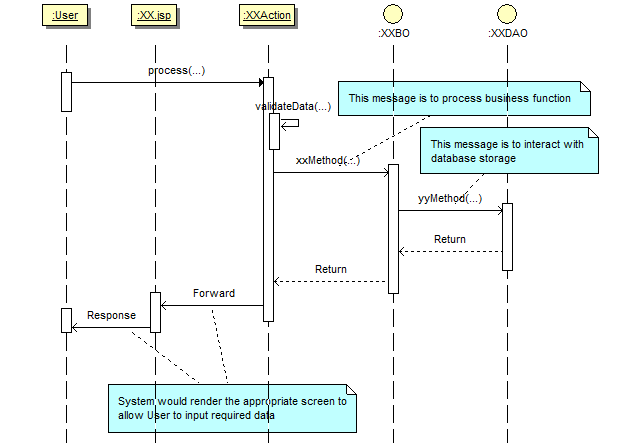 :User
:XX.jsp
:XXAction
:XXBO
:XXDAO
process(...)
validateData(...)
This message is to process business function
This message is to interact with
database storage
xxMethod(...)
yyMethod(...)
Return
Return
Forward
Response
System would render the appropriate screen to
allow User to input required data